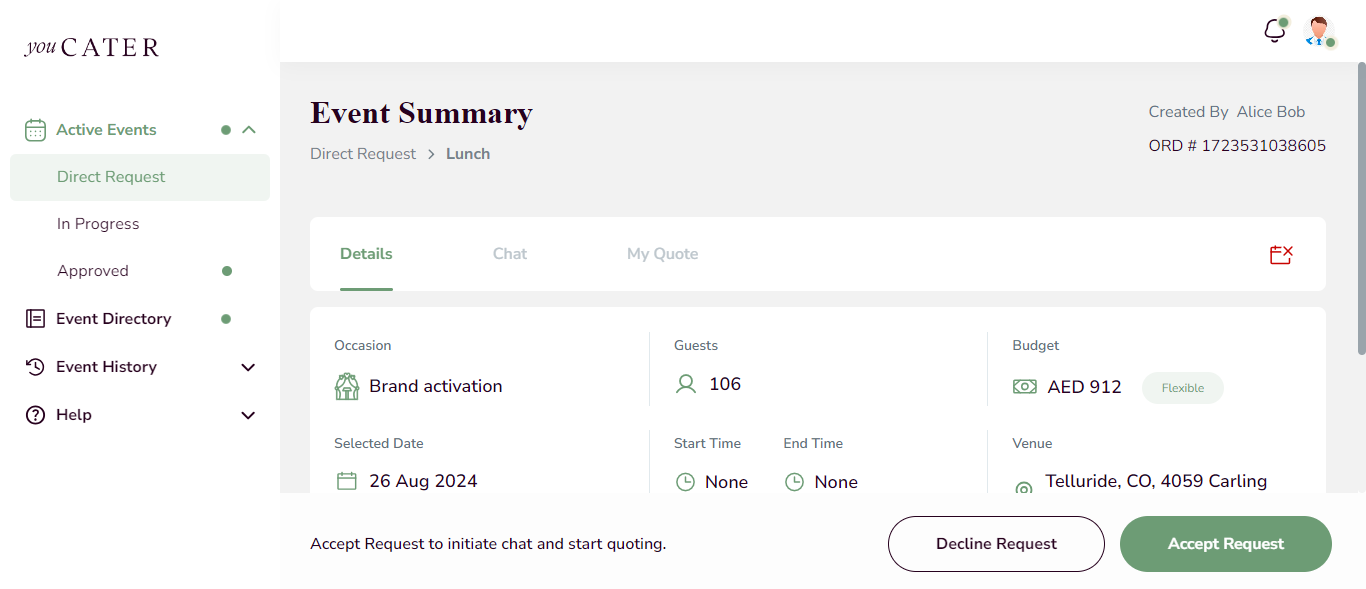 you CATER
Active Events
Direct Request
In Progress
Approved
Event Directory
Event History
Help
Event Summary
Direct Request > Lunch
Created By Alice Bob
ORD # 1723531038605
Details Chat My Quote
Occasion Guests Budget
Brand activation 106 AED 912 Flexible
Selected Date Start Time End Time Venue
26 Aug 2024 None None Telluride, CO, 4059 Carling
Accept Request to initiate chat and start quoting.
Decline Request Accept Request